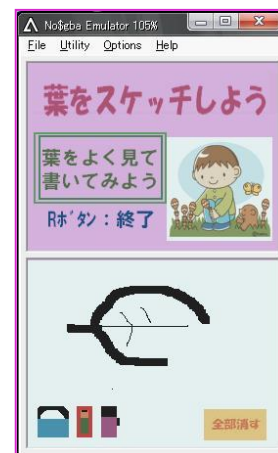 No$gba Emulator 105%
File Utility Options Help
葉をスケッチしよう
葉をよく見て
書いてみよう
Rボタン：終了
全部消す